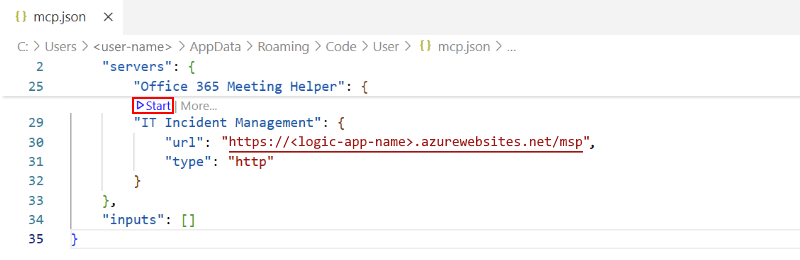 {} mcp.json ×
C: > Users > <user-name> > AppData > Roaming > Code > User > {} mcp.json > ...
2 "servers": {
25 "Office 365 Meeting Helper": {
Start | More...
29 "IT Incident Management": {
30 "url": "https://<logic-app-name>.azurewebsites.net/msp",
31 "type": "http"
32 }
33 },
34 "inputs": []
35 }